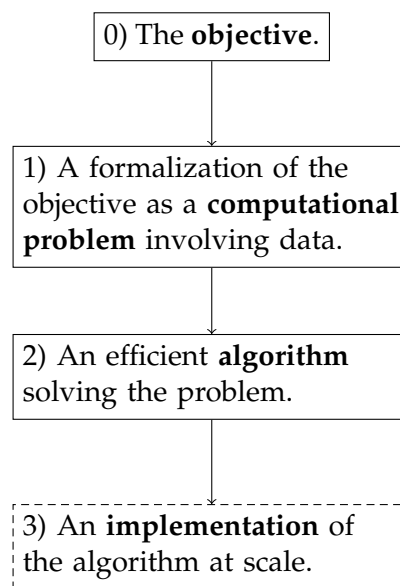 0) The objective.
1) A formalization of the
objective as a computational
problem involving data.
2) An efficient algorithm
solving the problem.
3) An implementation of
the algorithm at scale.